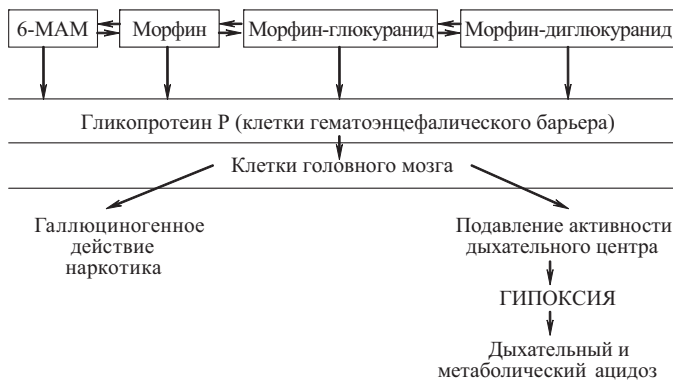 6-МАМ Морфин Морфин-глюкуранид Морфин-диглюкуранид
Гликопротеин Р (клетки гематоэнцефалического барьера)
Клетки головного мозга
Галлюциногенное
действие
наркотика
Подавление активности
дыхательного центра
ГИПОКСИЯ
Дыхательный и
метаболический ацидоз